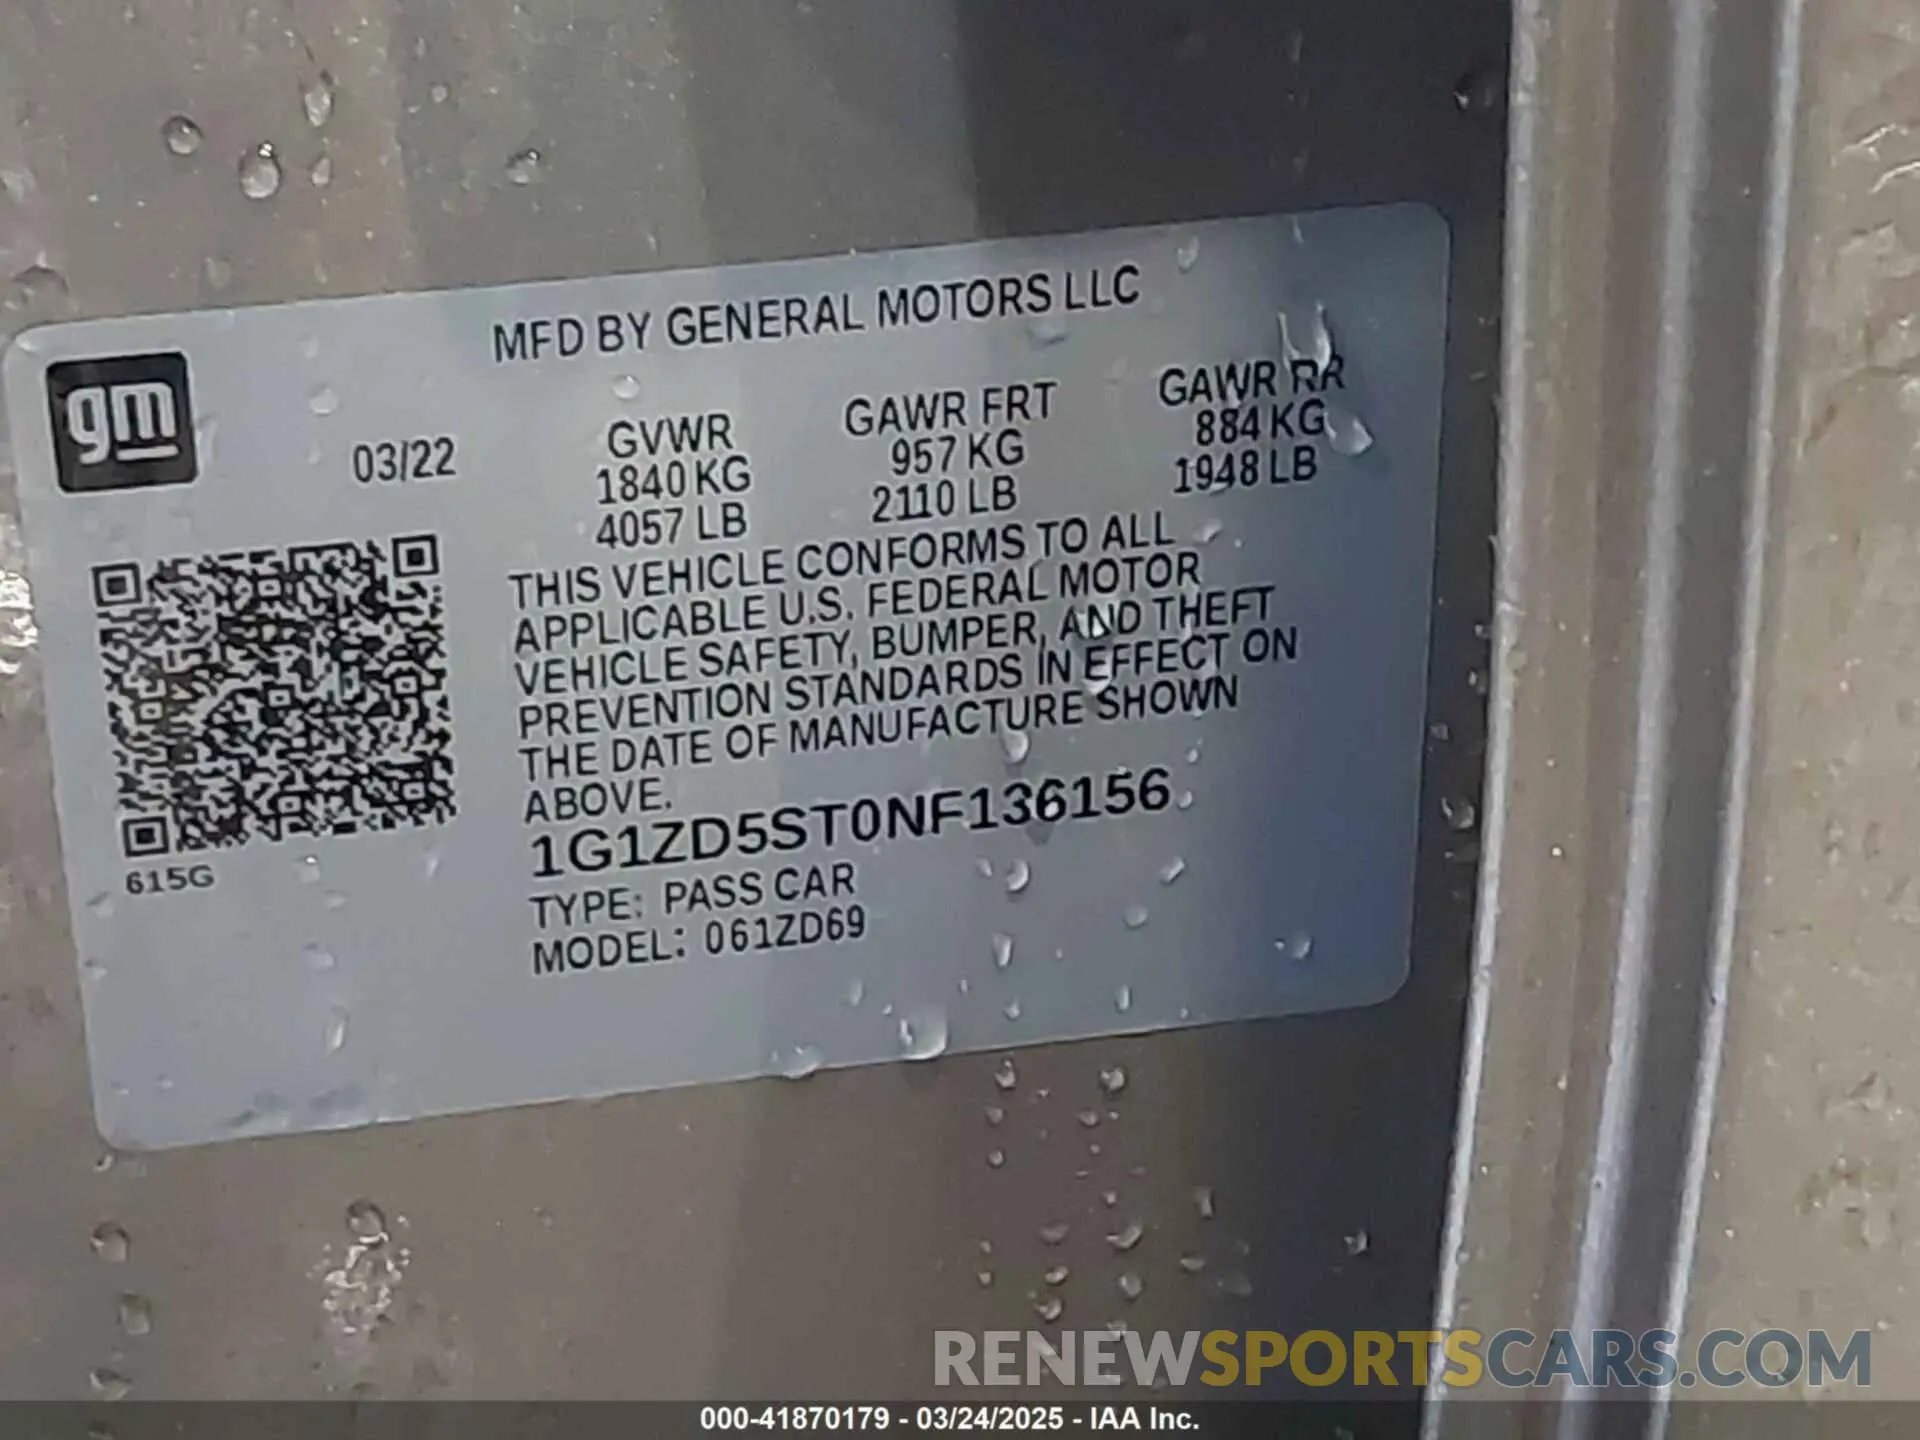 MFD BY GENERAL MOTORS LLC
gm
03/22
GVWR
1840 KG
4057 LB
GAWR FRT
957 KG
2110 LB
GAWR RR
884 KG
1948 LB
THIS VEHICLE CONFORMS TO ALL
APPLICABLE U.S. FEDERAL MOTOR
VEHICLE SAFETY, BUMPER, AND THEFT
PREVENTION STANDARDS IN EFFECT ON
THE DATE OF MANUFACTURE SHOWN
ABOVE.
1G1ZD5ST0NF136156
TYPE: PASS CAR
MODEL: 061ZD69
615G
RENEWSPORTSCARS.COM
000-41870179 - 03/24/2025 - IAA Inc.